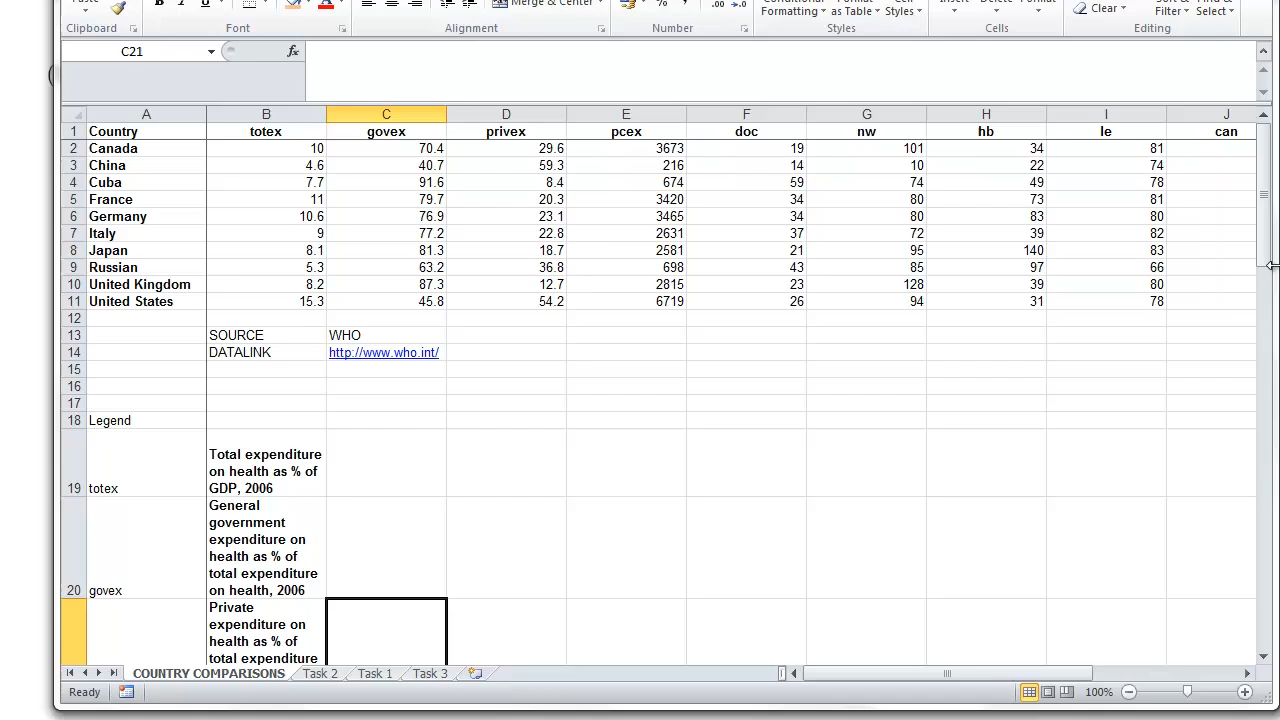 Merge & Center
% , .00 .0
Conditional Format Cell
Formatting as Table Styles
Insert Delete Format
Clear
Sort & Find &
Filter Select
Clipboard Font Alignment Number Styles Cells Editing
C21 fx
A B C D E F G H I J
1 Country totex govex privex pcex doc nw hb le can
2 Canada 10 70.4 29.6 3673 19 101 34 81
3 China 4.6 40.7 59.3 216 14 10 22 74
4 Cuba 7.7 91.6 8.4 674 59 74 49 78
5 France 11 79.7 20.3 3420 34 80 73 81
6 Germany 10.6 76.9 23.1 3465 34 80 83 80
7 Italy 9 77.2 22.8 2631 37 72 39 82
8 Japan 8.1 81.3 18.7 2581 21 95 140 83
9 Russian 5.3 63.2 36.8 698 43 85 97 66
10 United Kingdom 8.2 87.3 12.7 2815 23 128 39 80
11 United States 15.3 45.8 54.2 6719 26 94 31 78
12
13 SOURCE WHO
14 DATALINK http://www.who.int/
15
16
17
18 Legend
Total expenditure
on health as % of
19 totex GDP, 2006
General
government
expenditure on
health as % of
total expenditure
20 govex on health, 2006
Private
expenditure on
health as % of
total expenditure
COUNTRY COMPARISONS Task 2 Task 1 Task 3
Ready 100%